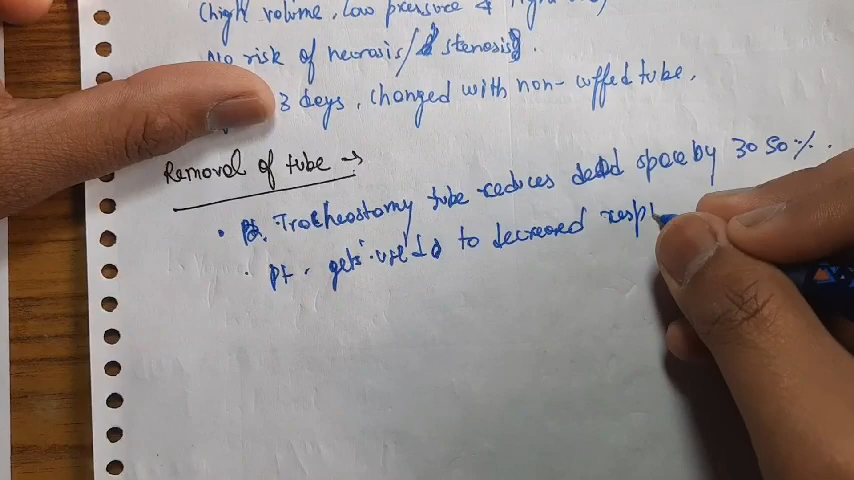 (high volume, low pressure &
No risk of necrosis/ stenosis).
3 days, changed with non-cuffed tube.
Removal of tube →
• Tracheostomy tube reduces dead space by 30 50%.
• pt. gets used to decreased resp